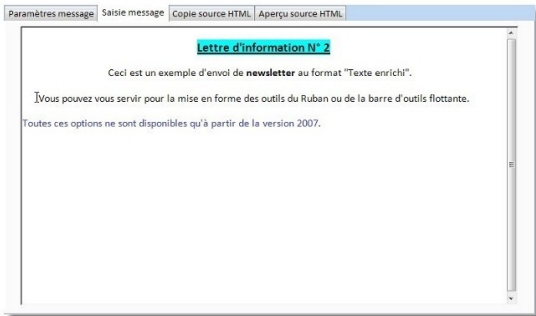 Paramètres message Saisie message Copie source HTML Aperçu source HTML
Lettre d'information N° 2
Ceci est un exemple d'envoi de newsletter au format "Texte enrichi".
Vous pouvez vous servir pour la mise en forme des outils du Ruban ou de la barre d'outils flottante.
Toutes ces options ne sont disponibles qu'à partir de la version 2007.